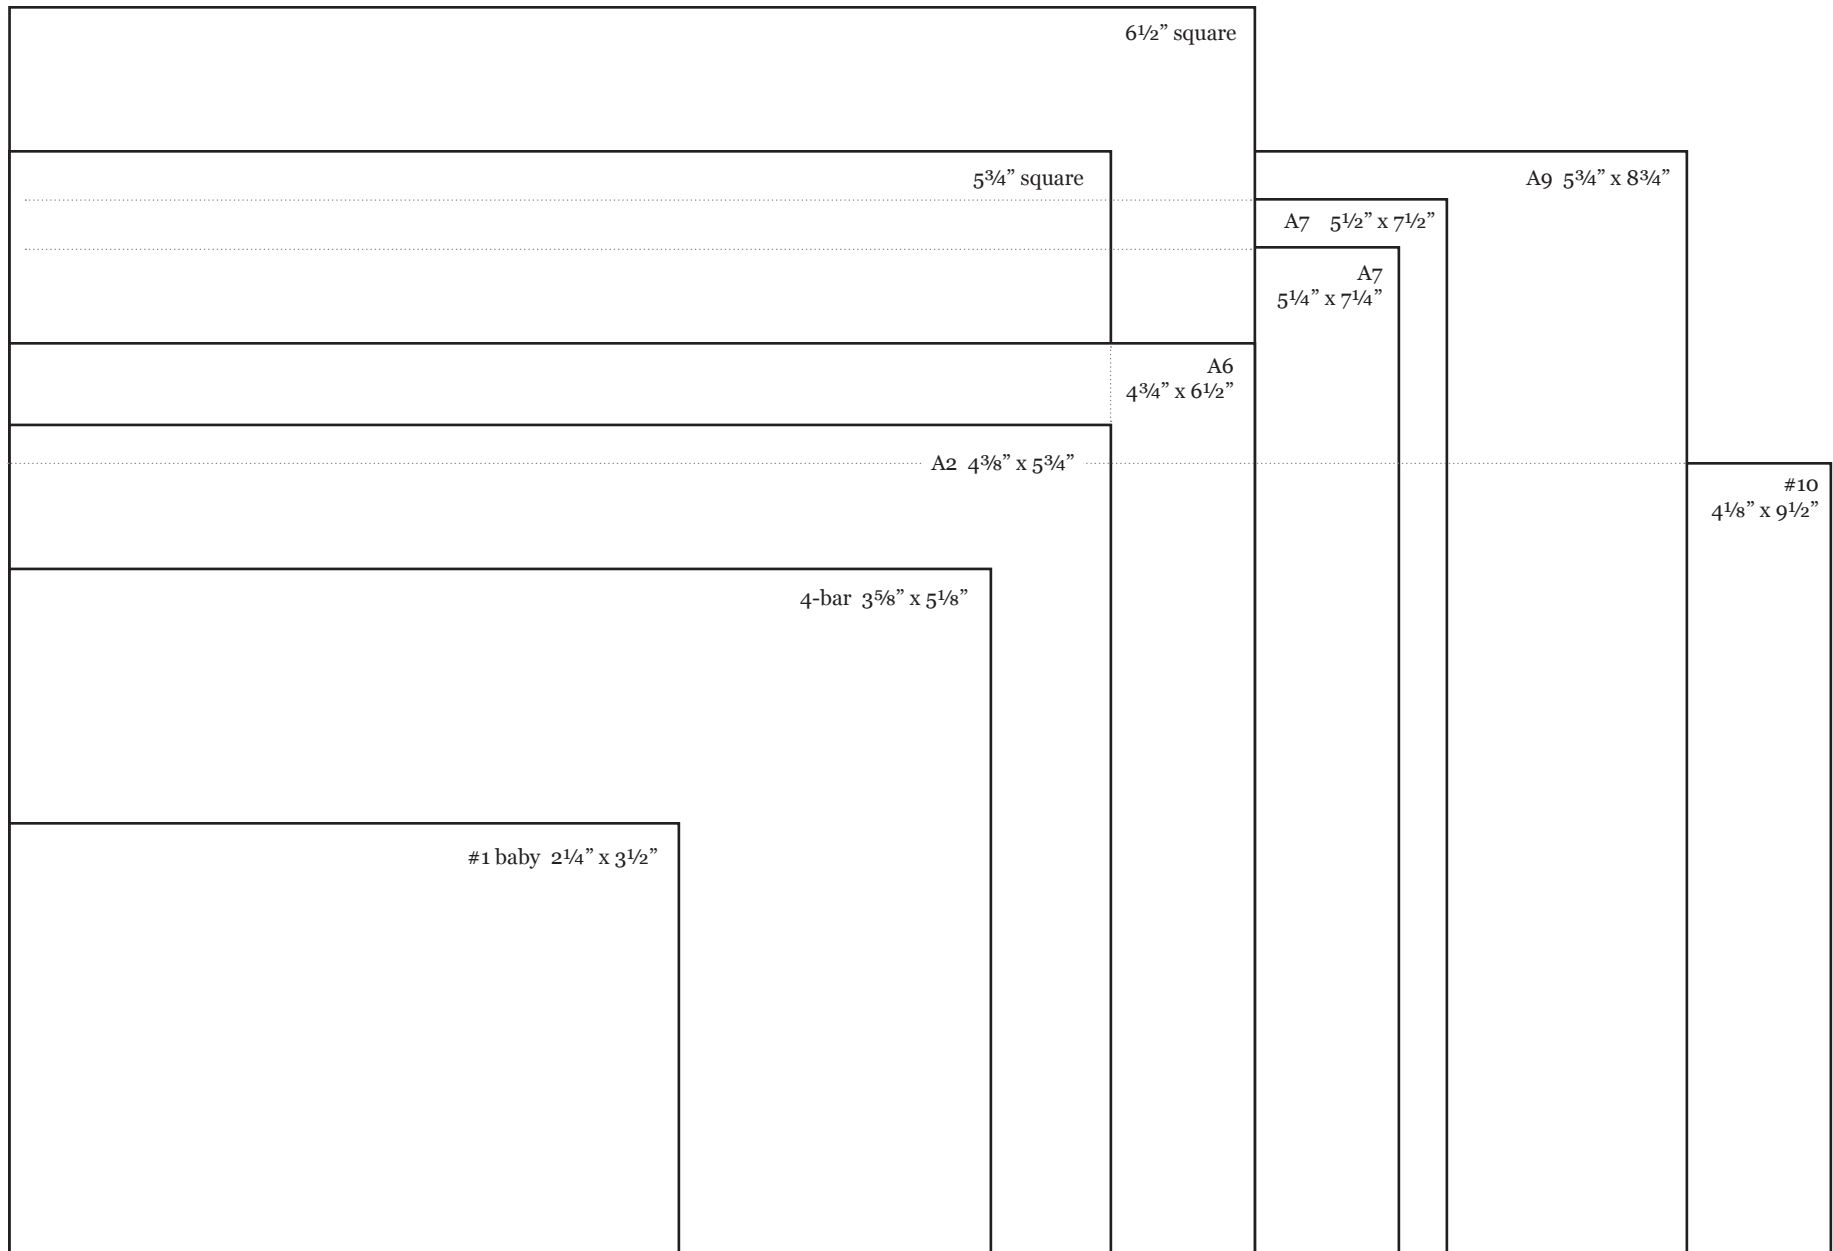 6½” square
5¾” square
A9 5¾” x 8¾”
A7 5½” x 7½”
A7
5¼” x 7¼”
A6
4¾” x 6½”
A2 4⅜” x 5¾”
#10
4⅛” x 9½”
4-bar 3⅝” x 5⅛”
#1 baby 2¼” x 3½”